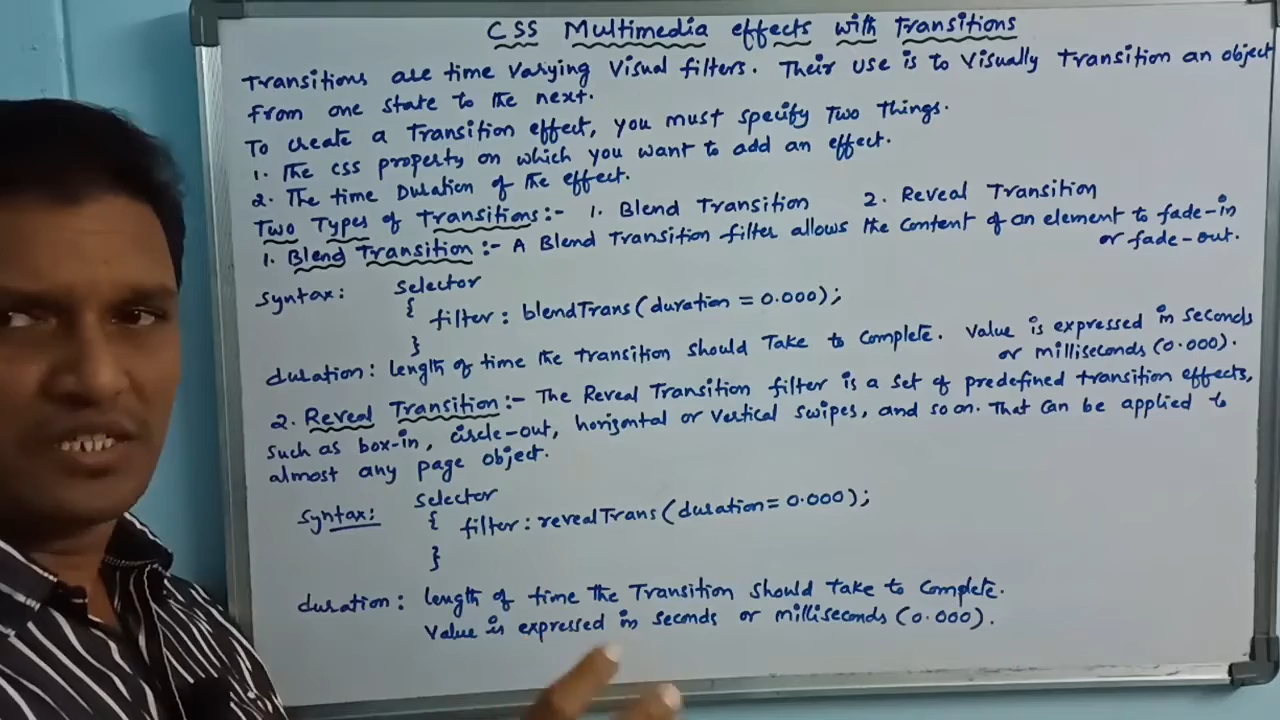 CSS Multimedia effects with Transitions
Transitions are time varying visual filters. Their use is to visually transition an object
from one state to the next.
To create a transition effect, you must specify two things.
1. The CSS property on which you want to add an effect.
2. The time Duration of the effect.
Two Types of Transitions:- 1. Blend Transition 2. Reveal Transition
1. Blend Transition:- A Blend Transition filter allows the content of an element to fade-in
or fade-out.
Syntax: Selector
{
filter: blendTrans(duration = 0.000);
}
duration: length of time the transition should Take to complete. Value is expressed in seconds
or milliseconds (0.000).
2. Reveal Transition:- The Reveal Transition filter is a set of predefined transition effects,
such as box-in, circle-out, horizontal or vertical swipes, and so on. That can be applied to
almost any page object.
Syntax: Selector
{
filter: revealTrans(duration = 0.000);
}
duration: length of time the Transition should take to complete.
Value is expressed in seconds or milliseconds (0.000).